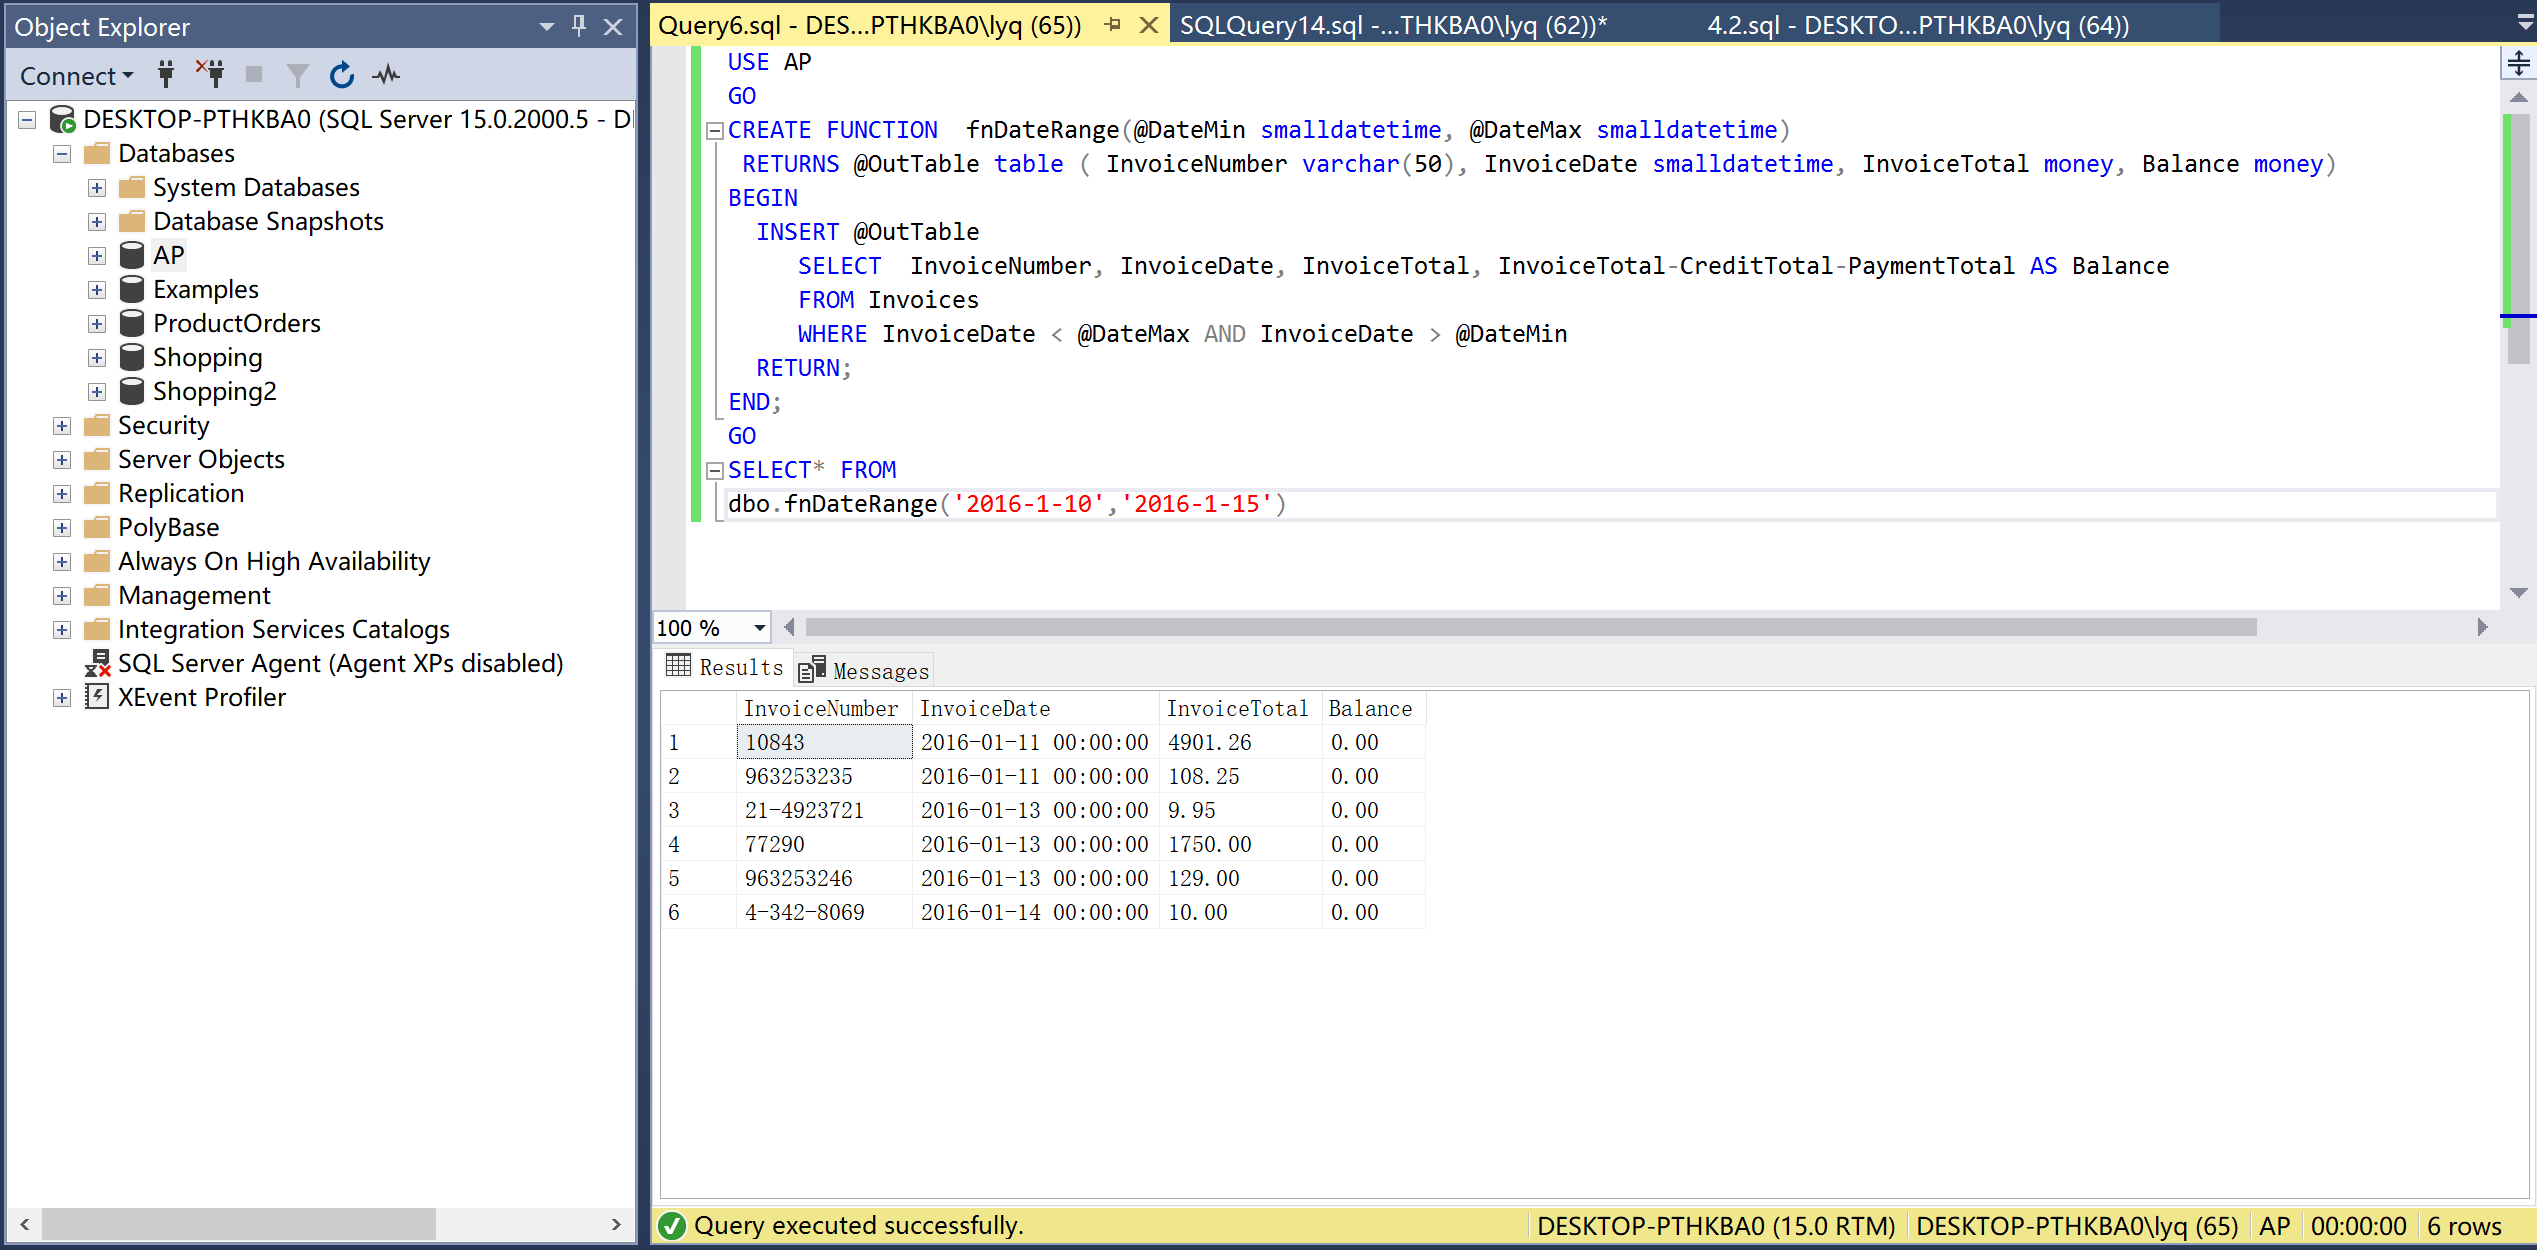 Object Explorer
Connect
DESKTOP-PTHKBA0 (SQL Server 15.0.2000.5 - DI
Databases
System Databases
Database Snapshots
AP
Examples
ProductOrders
Shopping
Shopping2
Security
Server Objects
Replication
PolyBase
Always On High Availability
Management
Integration Services Catalogs
SQL Server Agent (Agent XPs disabled)
XEvent Profiler
Query6.sql - DES...PTHKBA0\lyq (65)) SQLQuery14.sql -...THKBA0\lyq (62))* 4.2.sql - DESKTO...PTHKBA0\lyq (64))
USE AP
GO
CREATE FUNCTION fnDateRange(@DateMin smalldatetime, @DateMax smalldatetime)
RETURNS @OutTable table ( InvoiceNumber varchar(50), InvoiceDate smalldatetime, InvoiceTotal money, Balance money)
BEGIN
INSERT @OutTable
SELECT InvoiceNumber, InvoiceDate, InvoiceTotal, InvoiceTotal-CreditTotal-PaymentTotal AS Balance
FROM Invoices
WHERE InvoiceDate < @DateMax AND InvoiceDate > @DateMin
RETURN;
END;
GO
SELECT* FROM
dbo.fnDateRange('2016-1-10','2016-1-15')
100 %
Results Messages
InvoiceNumber InvoiceDate InvoiceTotal Balance
1 10843 2016-01-11 00:00:00 4901.26 0.00
2 963253235 2016-01-11 00:00:00 108.25 0.00
3 21-4923721 2016-01-13 00:00:00 9.95 0.00
4 77290 2016-01-13 00:00:00 1750.00 0.00
5 963253246 2016-01-13 00:00:00 129.00 0.00
6 4-342-8069 2016-01-14 00:00:00 10.00 0.00
Query executed successfully. DESKTOP-PTHKBA0 (15.0 RTM) DESKTOP-PTHKBA0\lyq (65) AP 00:00:00 6 rows